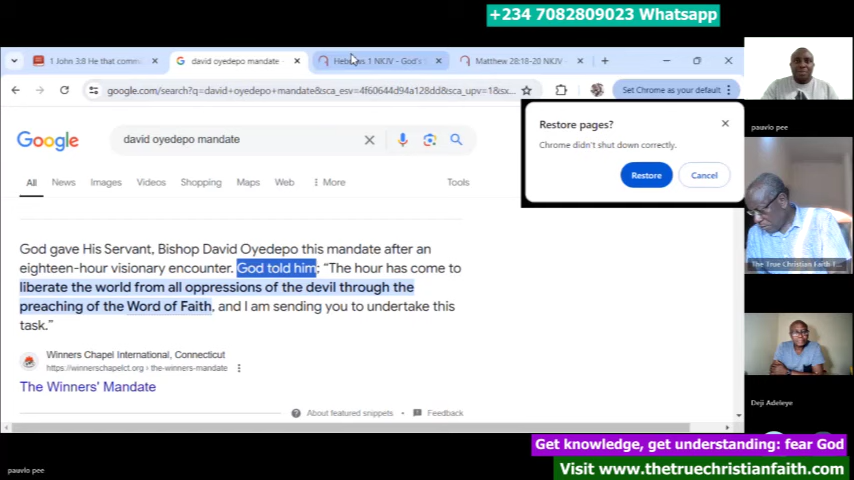 +234 7082809023 Whatsapp
1 John 3:8 He that commu
david oyedepo mandate
Hebrews 1 NKJV - God's
Matthew 28:18-20 NKJV -
google.com/search?q=david+oyedepo+mandate&sca_esv=4f60644d94a128dd&sca_upv=1&sx
Set Chrome as your default
Restore pages?
Chrome didn't shut down correctly.
Restore
Cancel
Google
david oyedepo mandate
All
News
Images
Videos
Shopping
Maps
Web
More
Tools
God gave His Servant, Bishop David Oyedepo this mandate after an
eighteen-hour visionary encounter. God told him: “The hour has come to
liberate the world from all oppressions of the devil through the
preaching of the Word of Faith, and I am sending you to undertake this
task.”
Winners Chapel International, Connecticut
https://winnerschapelct.org › the-winners-mandate
The Winners' Mandate
About featured snippets
Feedback
pauvlo pee
The True Christian Faith F...
Deji Adeleye
Get knowledge, get understanding: fear God
pauvlo pee
Visit www.thetruechristianfaith.com